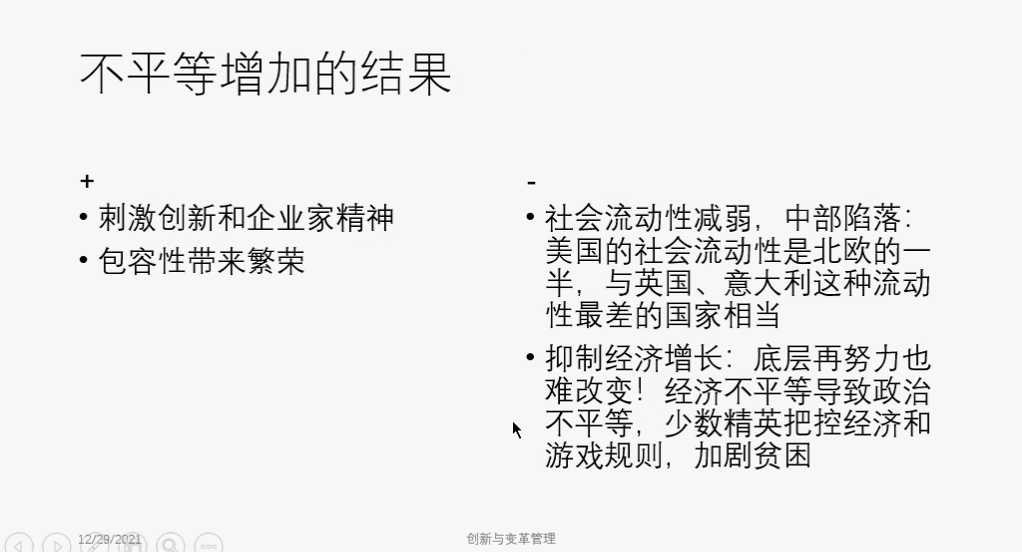 不平等增加的结果
+
• 刺激创新和企业家精神
• 包容性带来繁荣
-
• 社会流动性减弱，中部陷落：
美国的社会流动性是北欧的一
半，与英国、意大利这种流动
性最差的国家相当
• 抑制经济增长：底层再努力也
难改变！经济不平等导致政治
不平等，少数精英把控经济和
游戏规则，加剧贫困
12/29/2021
创新与变革管理